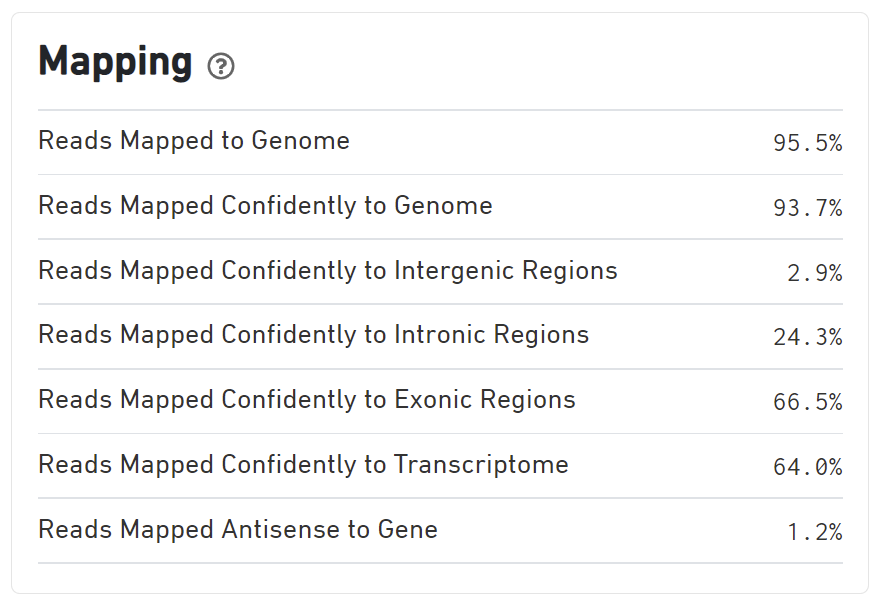 Mapping ?
Reads Mapped to Genome 95.5%
Reads Mapped Confidently to Genome 93.7%
Reads Mapped Confidently to Intergenic Regions 2.9%
Reads Mapped Confidently to Intronic Regions 24.3%
Reads Mapped Confidently to Exonic Regions 66.5%
Reads Mapped Confidently to Transcriptome 64.0%
Reads Mapped Antisense to Gene 1.2%